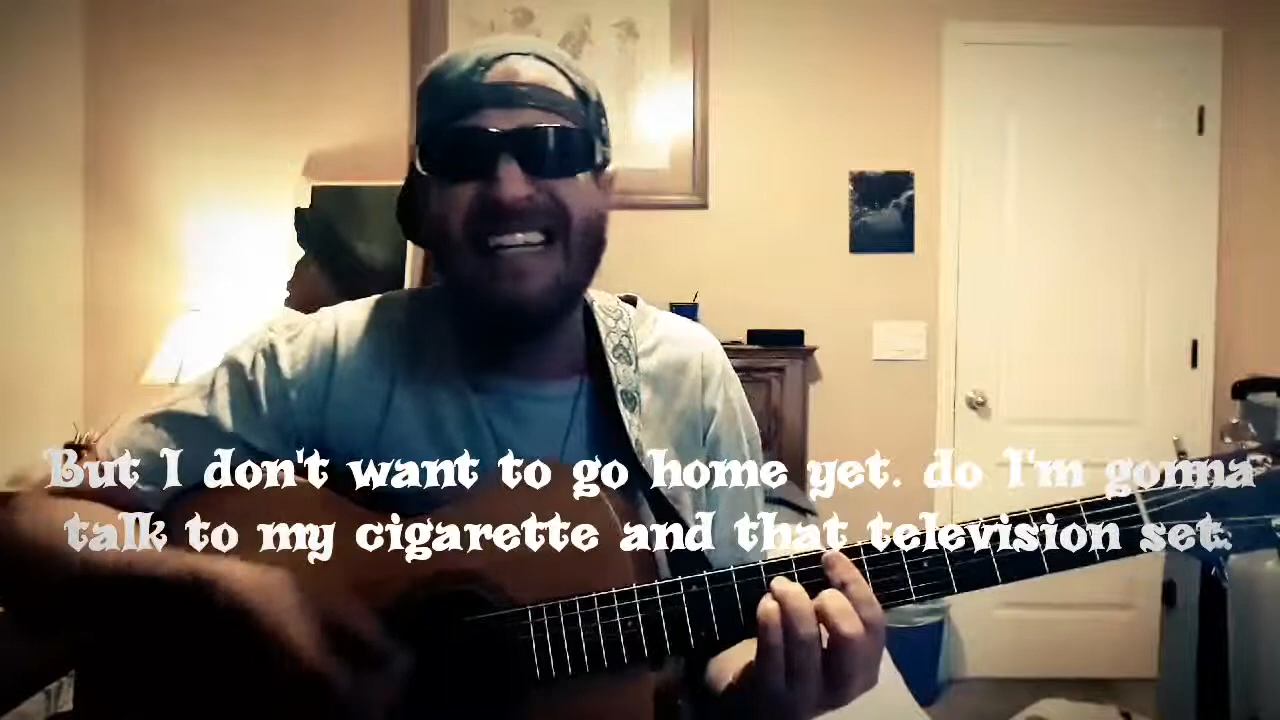 But I don't want to go home yet. do I'm gonna
talk to my cigarette and that television set.